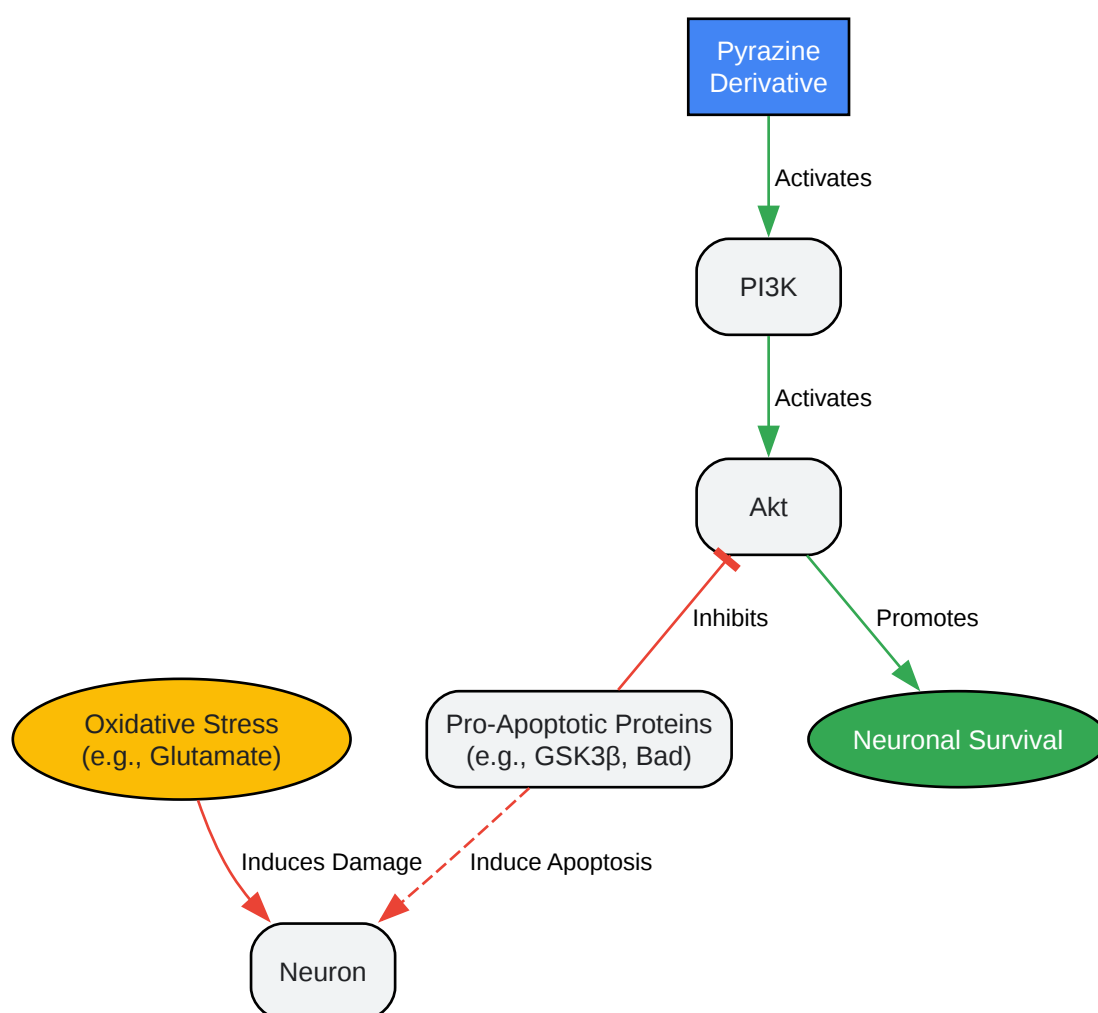 Pyrazine
Derivative
Activates
PI3K
Activates
Akt
Inhibits
Promotes
Oxidative Stress
(e.g., Glutamate)
Pro-Apoptotic Proteins
(e.g., GSK3β, Bad)
Neuronal Survival
Induces Damage
Induce Apoptosis
Neuron